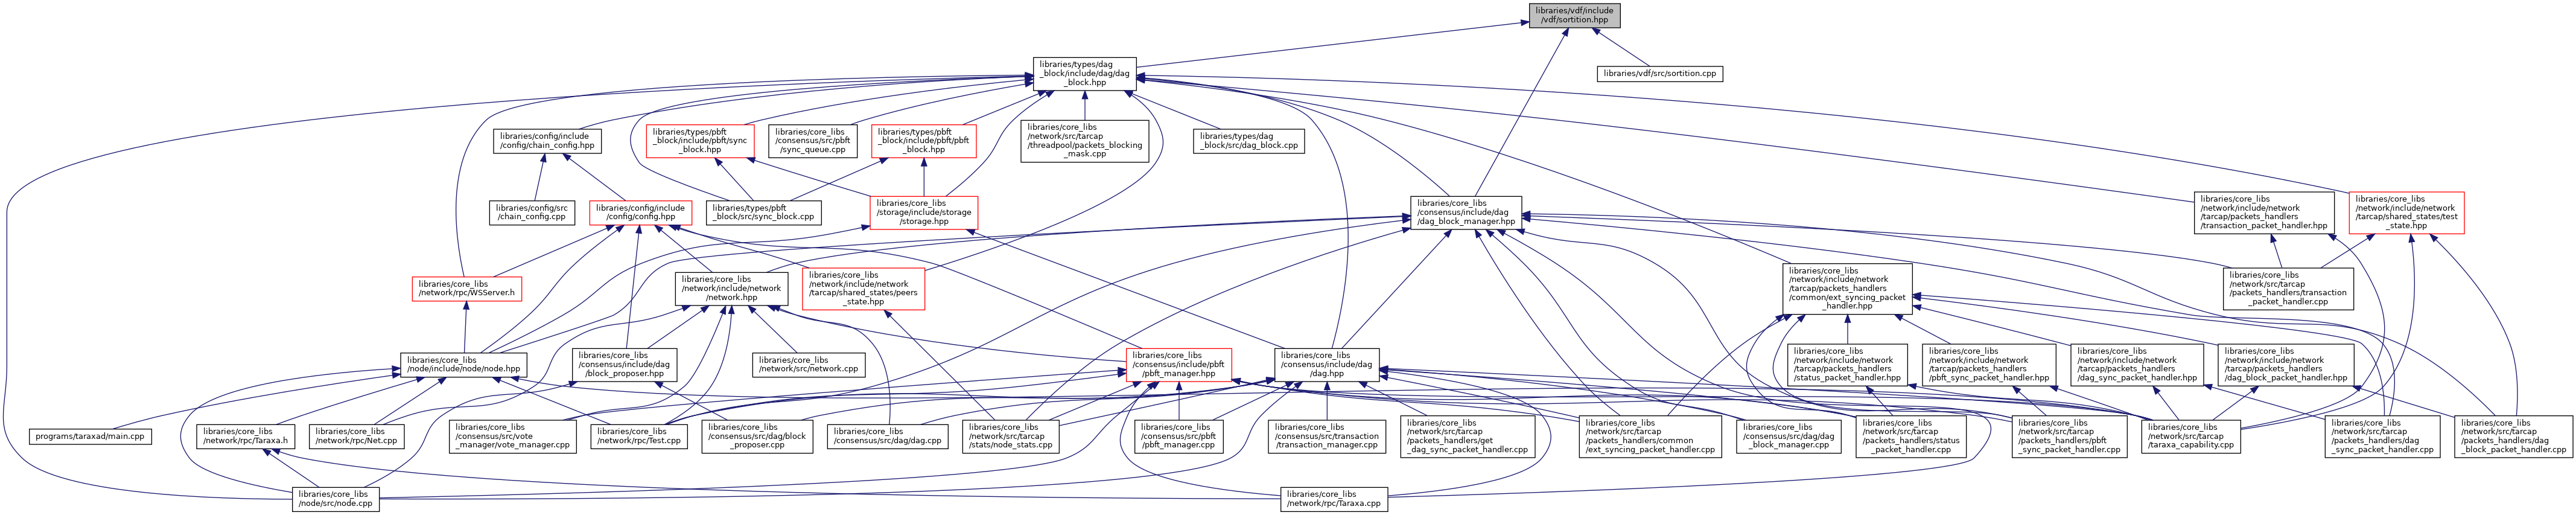 libraries/vdf/include
/vdf/sortition.hpp
libraries/types/dag
_block/include/dag/dag
_block.hpp
libraries/vdf/src/sortition.cpp
libraries/config/include
/config/chain_config.hpp
libraries/types/pbft
_block/include/pbft/sync
_block.hpp
libraries/core_libs
/consensus/src/pbft
/sync_queue.cpp
libraries/types/pbft
_block/include/pbft/pbft
_block.hpp
libraries/core_libs
/network/src/tarcap
/threadpool/packets_blocking
_mask.cpp
libraries/types/dag
_block/src/dag_block.cpp
libraries/config/src
/chain_config.cpp
libraries/config/include
/config/config.hpp
libraries/types/pbft
_block/src/sync_block.cpp
libraries/core_libs
/storage/include/storage
/storage.hpp
libraries/core_libs
/consensus/include/dag
/dag_block_manager.hpp
libraries/core_libs
/network/include/network
/tarcap/packets_handlers
/transaction_packet_handler.hpp
libraries/core_libs
/network/include/network
/tarcap/shared_states/test
_state.hpp
libraries/core_libs
/network/rpc/WSServer.h
libraries/core_libs
/network/include/network
/network.hpp
libraries/core_libs
/network/include/network
/tarcap/shared_states/peers
_state.hpp
libraries/core_libs
/network/include/network
/tarcap/packets_handlers
/common/ext_syncing_packet
_handler.hpp
libraries/core_libs
/network/src/tarcap
/packets_handlers/transaction
_packet_handler.cpp
libraries/core_libs
/node/include/node/node.hpp
libraries/core_libs
/consensus/include/dag
/block_proposer.hpp
libraries/core_libs
/network/src/network.cpp
libraries/core_libs
/consensus/include/pbft
/pbft_manager.hpp
libraries/core_libs
/consensus/include/dag
/dag.hpp
libraries/core_libs
/network/include/network
/tarcap/packets_handlers
/status_packet_handler.hpp
libraries/core_libs
/network/include/network
/tarcap/packets_handlers
/pbft_sync_packet_handler.hpp
libraries/core_libs
/network/include/network
/tarcap/packets_handlers
/dag_sync_packet_handler.hpp
libraries/core_libs
/network/include/network
/tarcap/packets_handlers
/dag_block_packet_handler.hpp
programs/taraxad/main.cpp
libraries/core_libs
/network/rpc/Taraxa.h
libraries/core_libs
/network/rpc/Net.cpp
libraries/core_libs
/consensus/src/vote
_manager/vote_manager.cpp
libraries/core_libs
/network/rpc/Test.cpp
libraries/core_libs
/consensus/src/dag/block
_proposer.cpp
libraries/core_libs
/consensus/src/dag/dag.cpp
libraries/core_libs
/network/src/tarcap
/stats/node_stats.cpp
libraries/core_libs
/consensus/src/pbft
/pbft_manager.cpp
libraries/core_libs
/consensus/src/transaction
/transaction_manager.cpp
libraries/core_libs
/network/src/tarcap
/packets_handlers/get
_dag_sync_packet_handler.cpp
libraries/core_libs
/network/src/tarcap
/packets_handlers/common
/ext_syncing_packet_handler.cpp
libraries/core_libs
/consensus/src/dag/dag
_block_manager.cpp
libraries/core_libs
/network/src/tarcap
/packets_handlers/status
_packet_handler.cpp
libraries/core_libs
/network/src/tarcap
/packets_handlers/pbft
_sync_packet_handler.cpp
libraries/core_libs
/network/src/tarcap
/taraxa_capability.cpp
libraries/core_libs
/network/src/tarcap
/packets_handlers/dag
_sync_packet_handler.cpp
libraries/core_libs
/network/src/tarcap
/packets_handlers/dag
_block_packet_handler.cpp
libraries/core_libs
/node/src/node.cpp
libraries/core_libs
/network/rpc/Taraxa.cpp